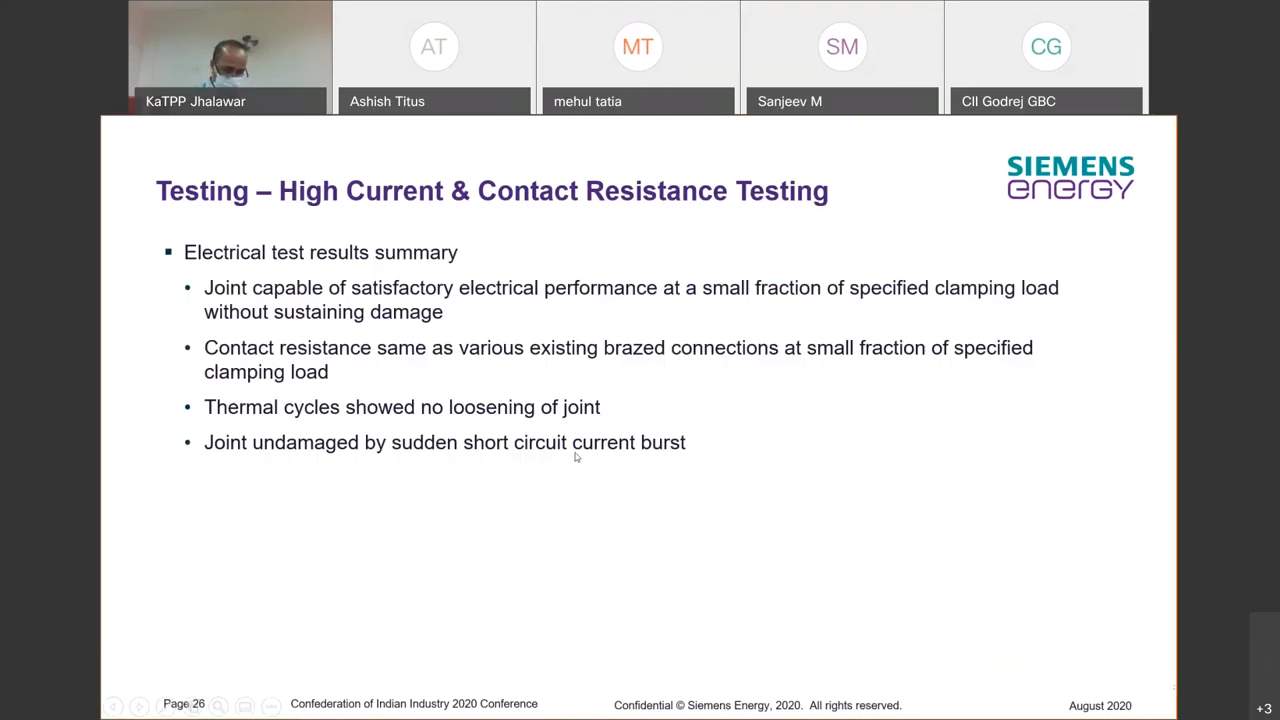 AT
MT
SM
CG
KaTPP Jhalawar
Ashish Titus
mehul tatia
Sanjeev M
CII Godrej GBC
SIEMENS
energy
Testing – High Current & Contact Resistance Testing
▪ Electrical test results summary
• Joint capable of satisfactory electrical performance at a small fraction of specified clamping load
without sustaining damage
• Contact resistance same as various existing brazed connections at small fraction of specified
clamping load
• Thermal cycles showed no loosening of joint
• Joint undamaged by sudden short circuit current burst
Page 26
Confederation of Indian Industry 2020 Conference
Confidential © Siemens Energy, 2020. All rights reserved.
August 2020
+3